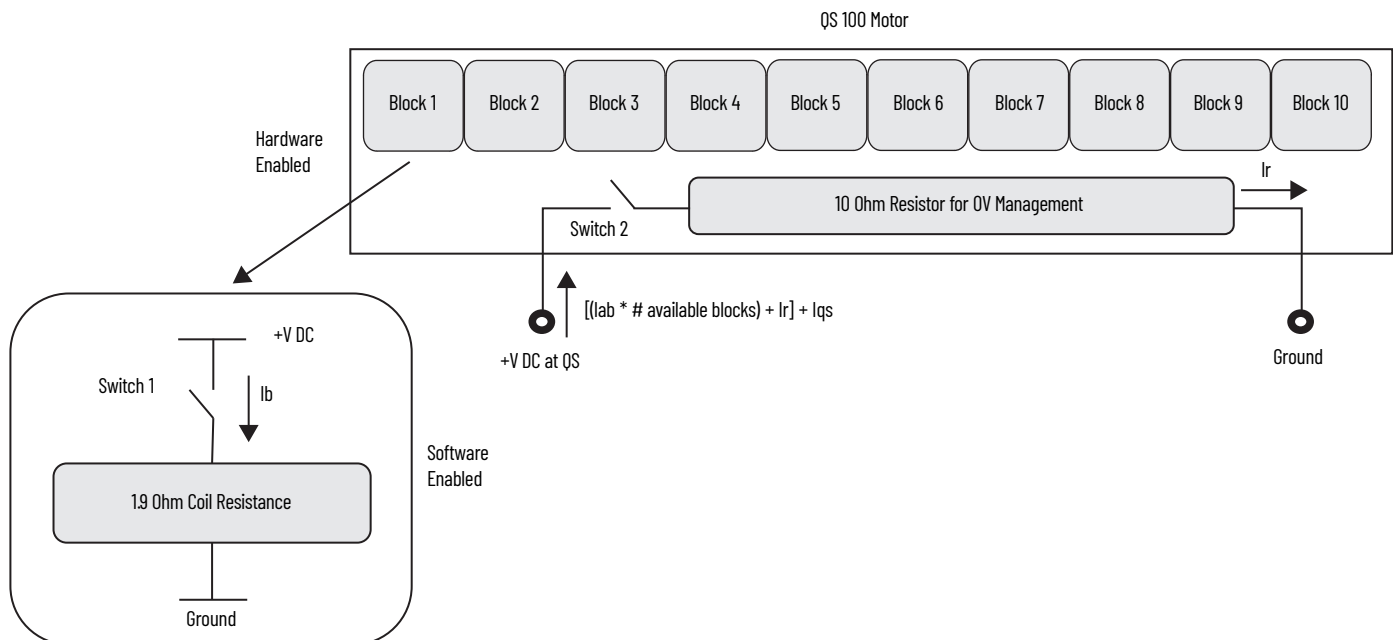 QS 100 Motor
Block 1
Block 2
Block 3
Block 4
Block 5
Block 6
Block 7
Block 8
Block 9
Block 10
Hardware
Enabled
Switch 2
10 Ohm Resistor for OV Management
Ir
[(Iab * # available blocks) + Ir] + Iqs
+V DC at QS
Ground
+V DC
Switch 1
Ib
1.9 Ohm Coil Resistance
Ground
Software
Enabled